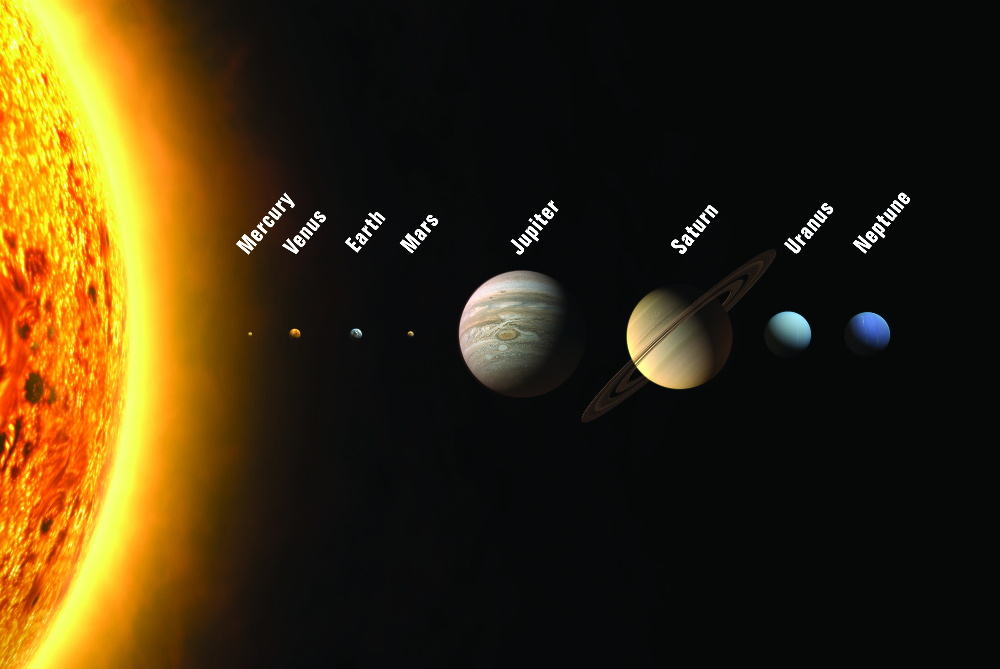 Mercury
Venus
Earth
Mars
Jupiter
Saturn
Uranus
Neptune